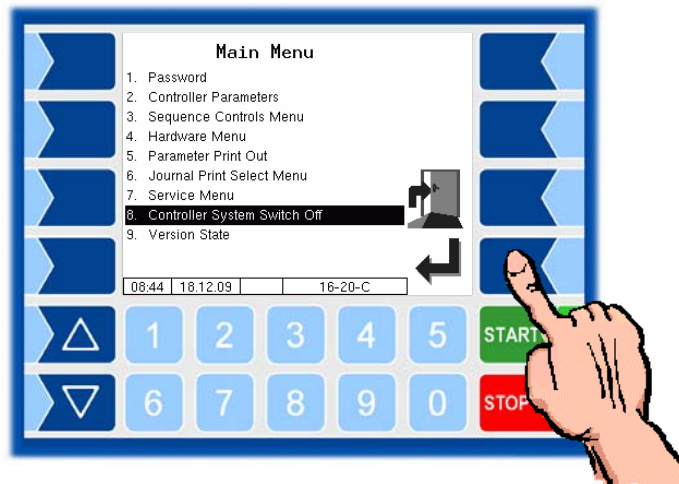 Main Menu
1. Password
2. Controller Parameters
3. Sequence Controls Menu
4. Hardware Menu
5. Parameter Print Out
6. Journal Print Select Menu
7. Service Menu
8. Controller System Switch Off
9. Version State
08:44 18.12.09 16-20-C
1 2 3 4 5 START
6 7 8 9 0 STOP